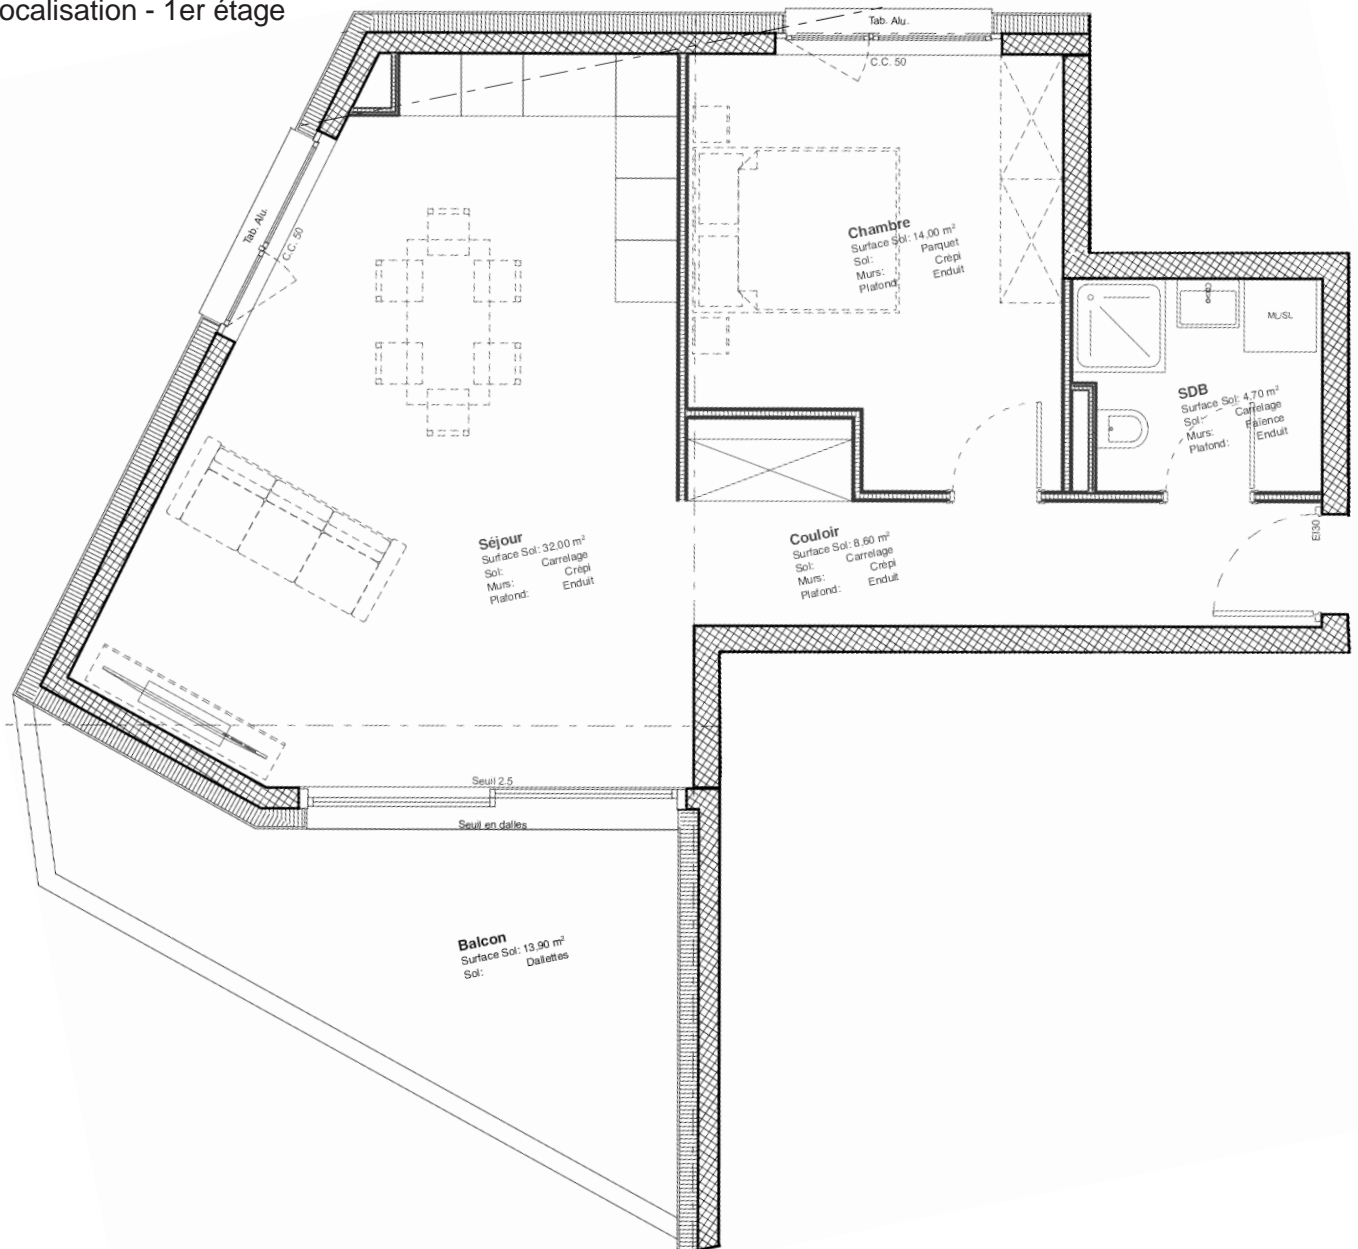 ocalisation - 1er étage
Tab. Alu.
C.C. 50
Tab. Alu.
C.C. 50
Chambre
Surface Sol: 14,00 m²
Sol: Parquet
Murs: Crépi
Plafond: Enduit
ML/SL
SDB
Surface Sol: 4,70 m²
Sol: Carrelage
Murs: Faïence
Plafond: Enduit
Séjour
Surface Sol: 32,00 m²
Sol: Carrelage
Murs: Crépi
Plafond: Enduit
Couloir
Surface Sol: 8,60 m²
Sol: Carrelage
Murs: Crépi
Plafond: Enduit
EI30
Seuil 2.5
Seuil en dalles
Balcon
Surface Sol: 13,90 m²
Sol: Dallettes